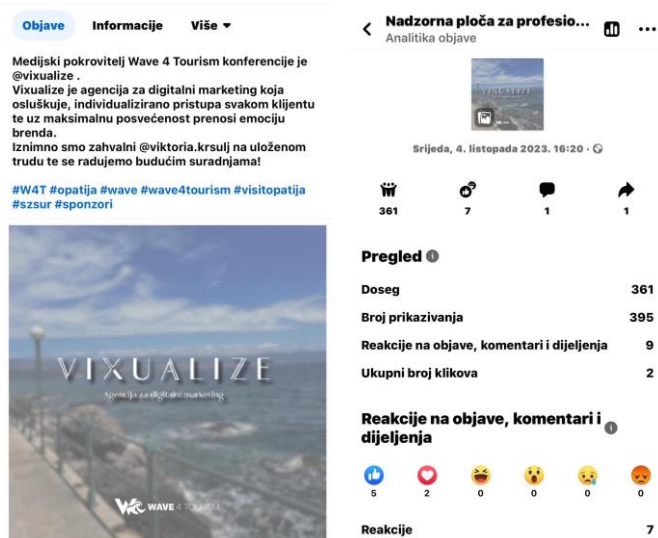 Objave Informacije Više
Medijski pokrovitelj Wave 4 Tourism konferencije je
@vixualize .
Vixualize je agencija za digitalni marketing koja
osluškuje, individualizirano pristupa svakom klijentu
te uz maksimalnu posvećenost prenosi emociju
brenda.
Iznimno smo zahvalni @viktoria.krsulj na uloženom
trudu te se radujemo budućim suradnjama!
#W4T #opatija #wave #wave4tourism #visitopatija
#szsur #sponzori
VIXUALIZE
Agencija za digitalni marketing
WAVE 4 TOURISM
Nadzorna ploča za profesio...
Analitika objave
VIXUALIZE
Srijeda, 4. listopada 2023. 16:20 ·
361 7 1 1
Pregled
Doseg 361
Broj prikazivanja 395
Reakcije na objave, komentari i dijeljenja 9
Ukupni broj klikova 2
Reakcije na objave, komentari i
dijeljenja
5 2 0 0 0 0
Reakcije 7